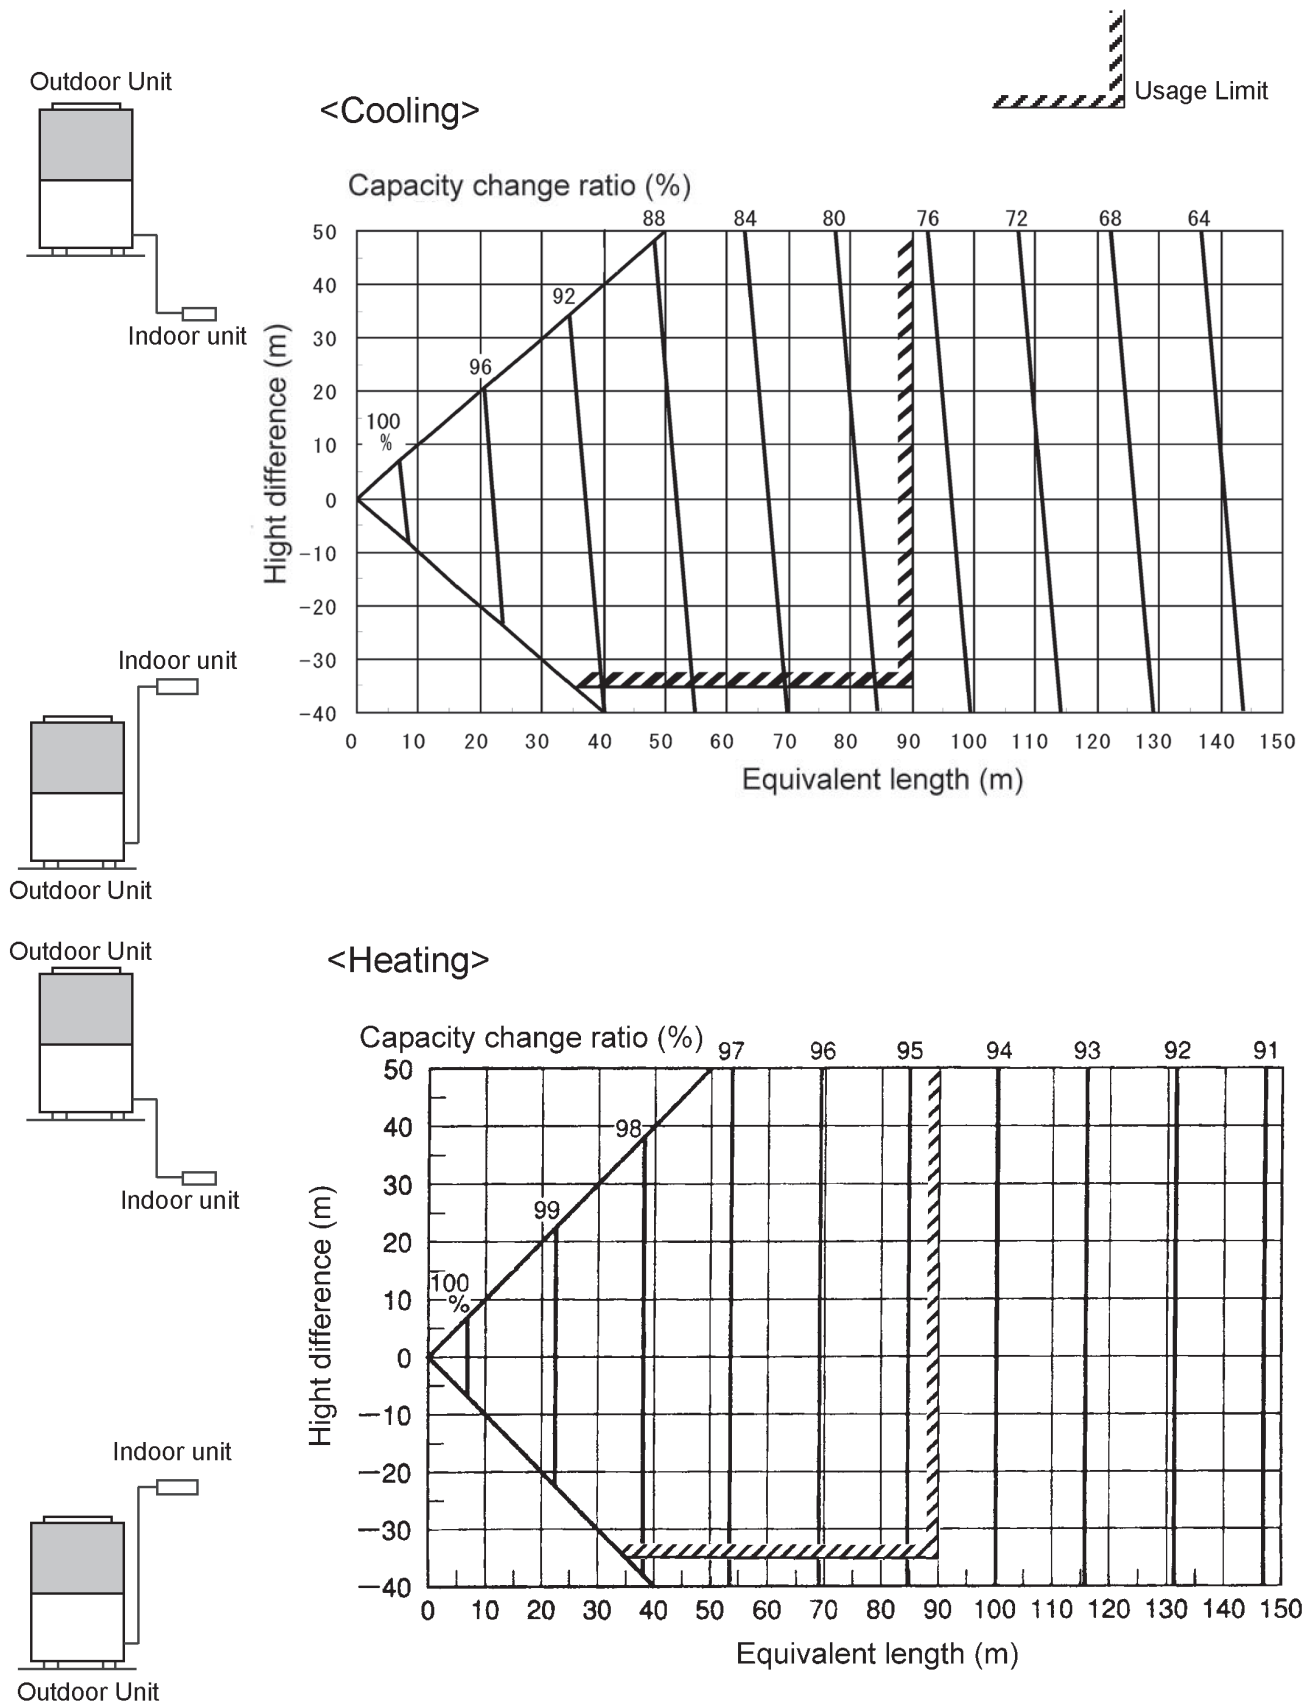 Usage Limit
Outdoor Unit
Indoor unit
<Cooling>
Capacity change ratio (%)
88 84 80 76 72 68 64
92
96
100
%
50
40
30
20
10
0
-10
-20
-30
-40
Hight difference (m)
0 10 20 30 40 50 60 70 80 90 100 110 120 130 140 150
Equivalent length (m)
Indoor unit
Outdoor Unit
Outdoor Unit
Indoor unit
<Heating>
Capacity change ratio (%)
97 96 95 94 93 92 91
98
99
100
%
50
40
30
20
10
0
-10
-20
-30
-40
Hight difference (m)
0 10 20 30 40 50 60 70 80 90 100 110 120 130 140 150
Equivalent length (m)
Indoor unit
Outdoor Unit